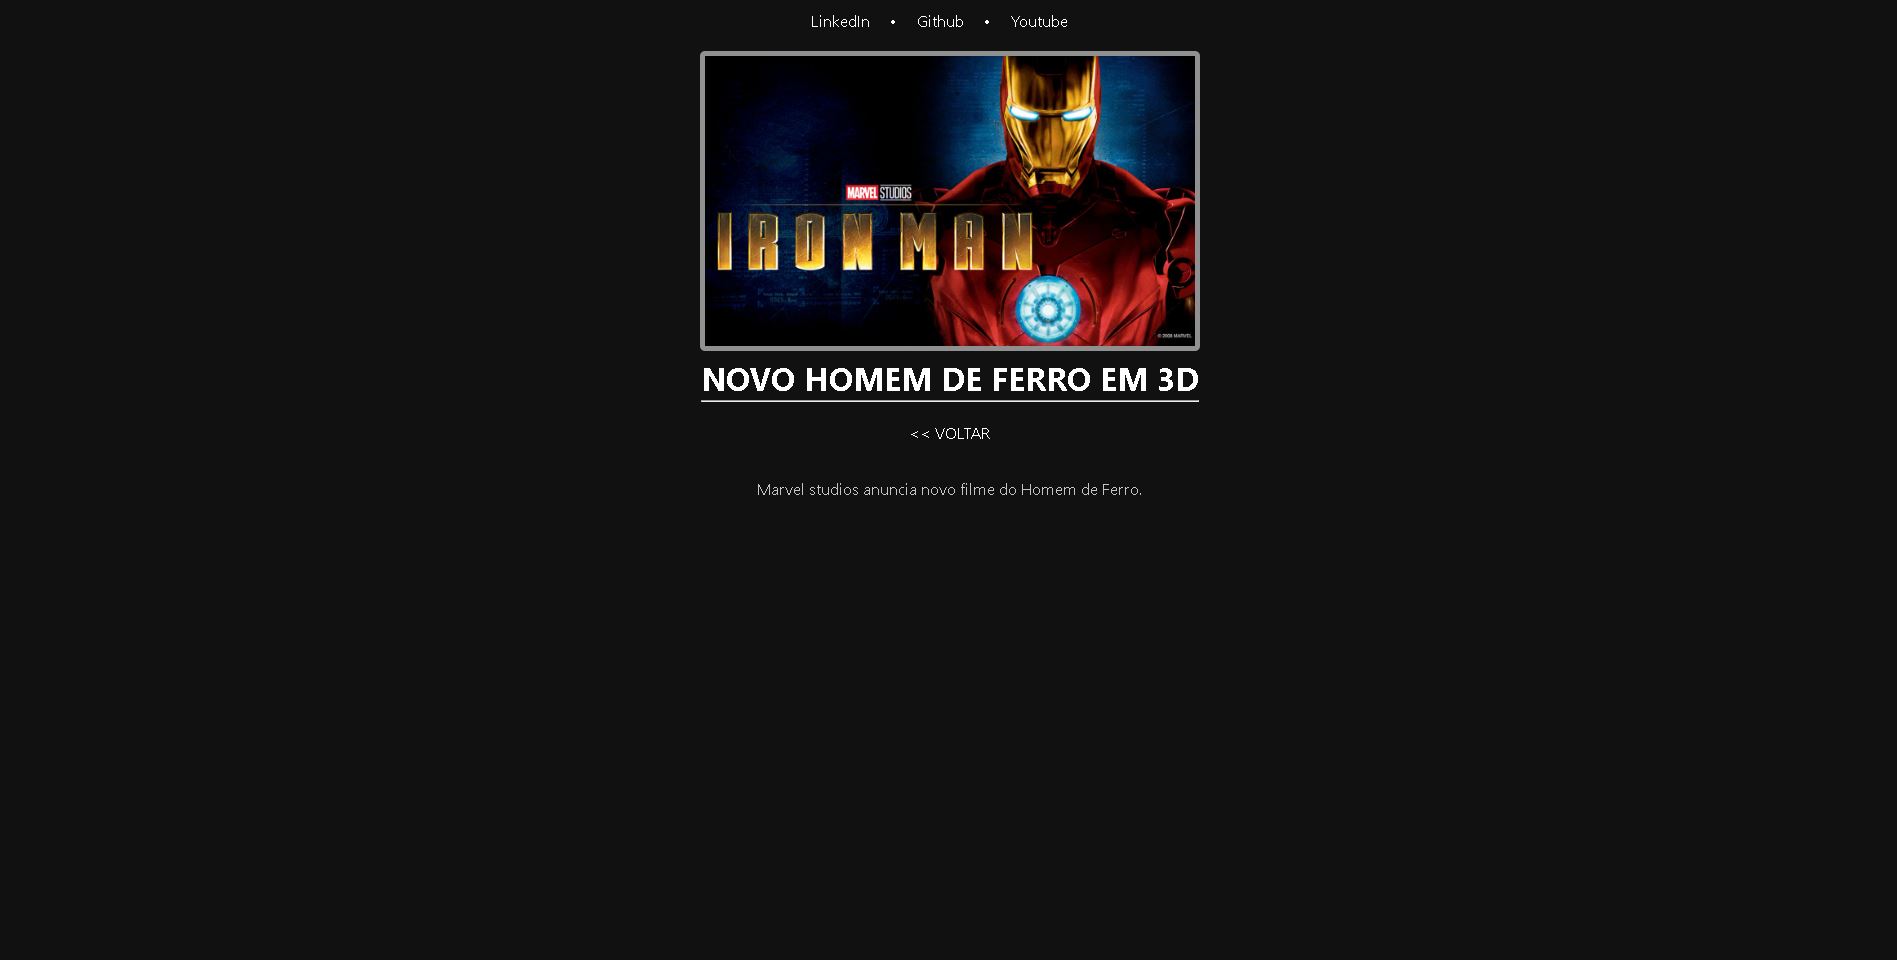 LinkedIn • Github • Youtube
MARVEL STUDIOS
IRON MAN
© 2008 MARVEL
NOVO HOMEM DE FERRO EM 3D
<< VOLTAR
Marvel studios anuncia novo filme do Homem de Ferro.